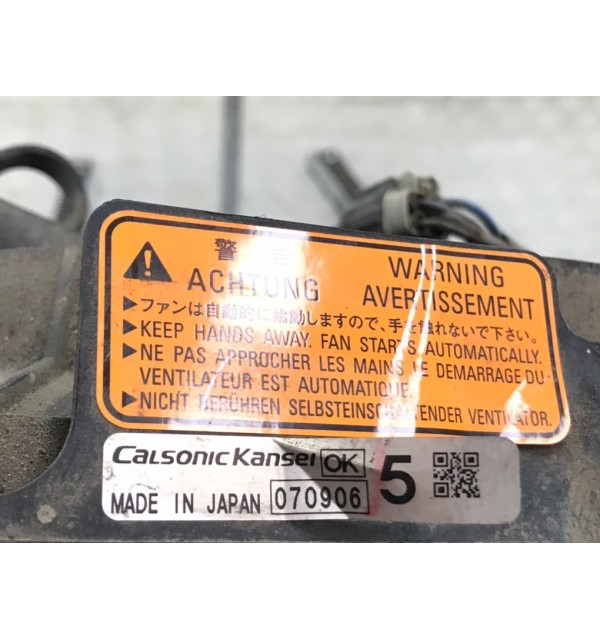 警告 WARNING
ACHTUNG AVERTISSEMENT
▶ファンは自動的に始動しますので、手を触れないで下さい。
▶KEEP HANDS AWAY. FAN STARTS AUTOMATICALLY.
▶NE PAS APPROCHER LES MAINS LE DEMARRAGE DU
VENTILATEUR EST AUTOMATIQUE.
▶NICHT BERÜHREN SELBSTEINSCHALTENDER VENTILATOR.
Calsonic Kansei OK 5
MADE IN JAPAN 070906